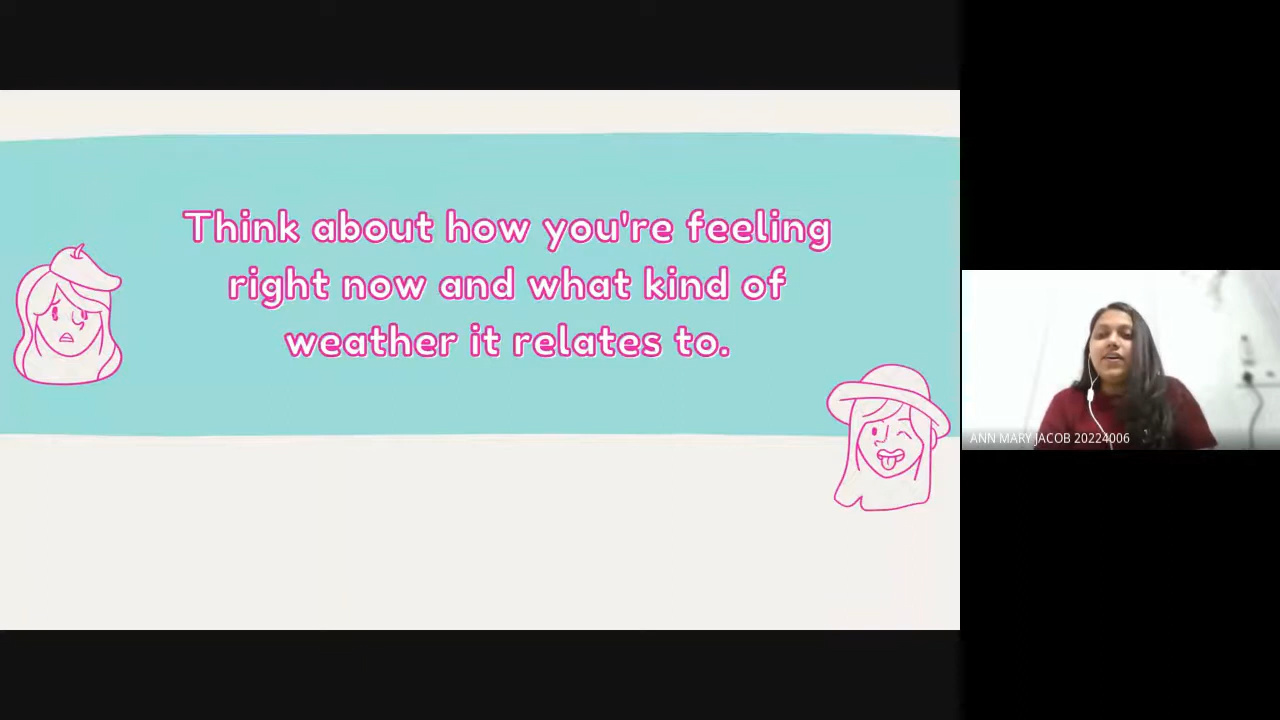 Think about how you're feeling
right now and what kind of
weather it relates to.
ANN MARY JACOB 20224006